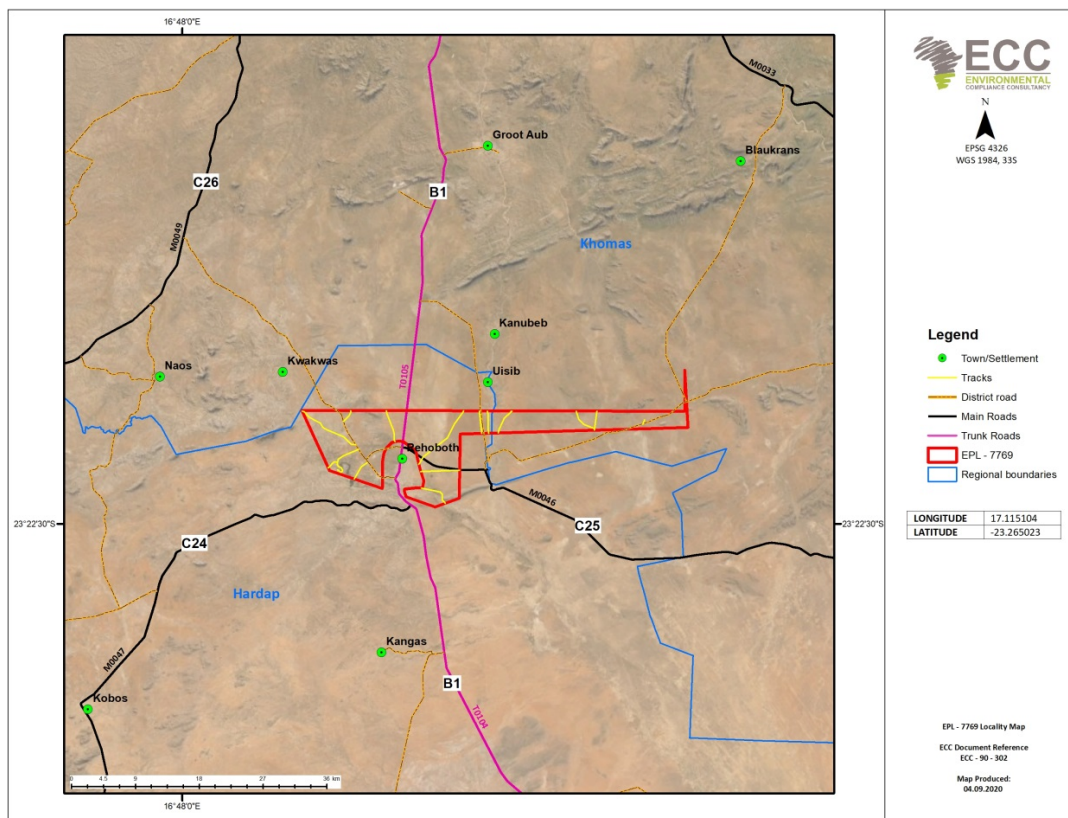 16°48'0"E
M0033
ECC
ENVIRONMENTAL
COMPLIANCE CONSULTANCY
N
EPSG 4326
WGS 1984, 33S
Groot Aub
Blaukrans
C26
B1
M0049
Khomas
Kanubeb
Legend
Town/Settlement
Tracks
District road
Main Roads
Trunk Roads
EPL - 7769
Regional boundaries
Naos
Kwakwas
Uisib
T0105
Rehoboth
M0046
23°22'30"S
23°22'30"S
C24
C25
LONGITUDE 17.115104
LATITUDE -23.265023
Hardap
Kangas
M0047
B1
T0104
Kobos
EPL - 7769 Locality Map
ECC Document Reference
ECC - 90 - 302
Map Produced:
04.09.2020
0 4.5 9 18 27 36 km
16°48'0"E